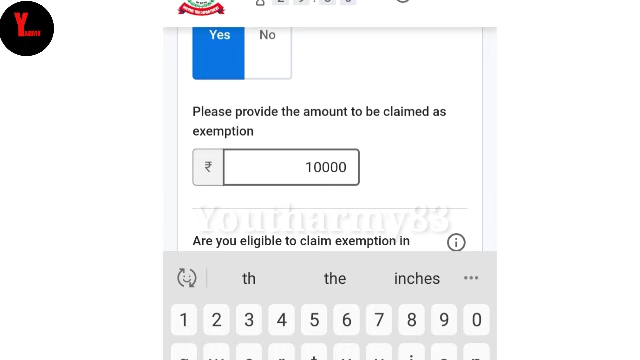 Yes No
Please provide the amount to be claimed as
exemption
₹ 10000
Youtharmy83
Are you eligible to claim exemption in
th the inches
1 2 3 4 5 6 7 8 9 0